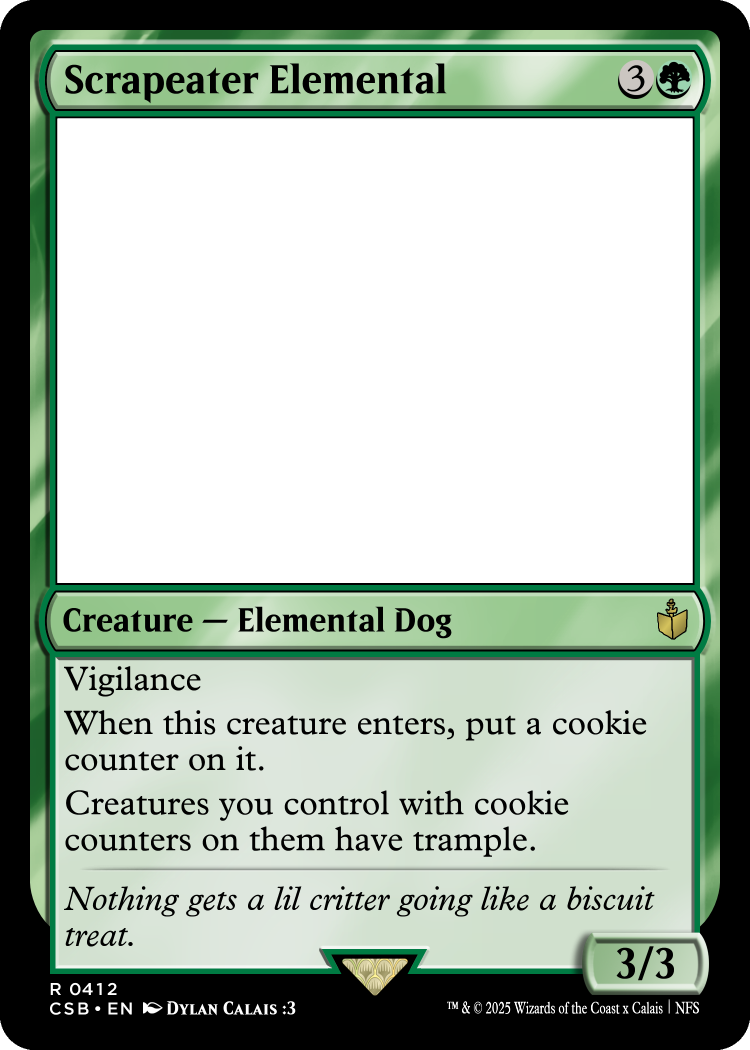 Scrapeater Elemental 3
Creature — Elemental Dog
Vigilance
When this creature enters, put a cookie
counter on it.
Creatures you control with cookie
counters on them have trample.
Nothing gets a lil critter going like a biscuit
treat.
3/3
R 0412
CSB • EN DYLAN CALAIS :3
™ & © 2025 Wizards of the Coast x Calais | NFS